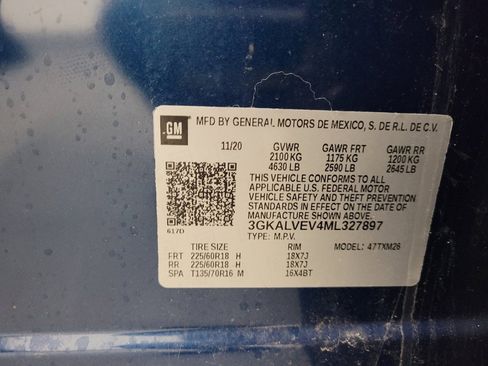 GM MFD BY GENERAL MOTORS DE MEXICO, S. DE R.L. DE C.V.
11/20 GVWR GAWR FRT GAWR RR
2100 KG 1175 KG 1200 KG
4630 LB 2590 LB 2645 LB
THIS VEHICLE CONFORMS TO ALL
APPLICABLE U.S. FEDERAL MOTOR
VEHICLE SAFETY AND THEFT PREVENTION
STANDARDS IN EFFECT ON THE DATE OF
MANUFACTURE SHOWN ABOVE.
617D 3GKALVEV4ML327897
TYPE: M.P.V. MODEL: 47TXM26
TIRE SIZE RIM
FRT 225/60R18 H 18X7J
RR 225/60R18 H 18X7J
SPA T135/70R16 M 16X4BT